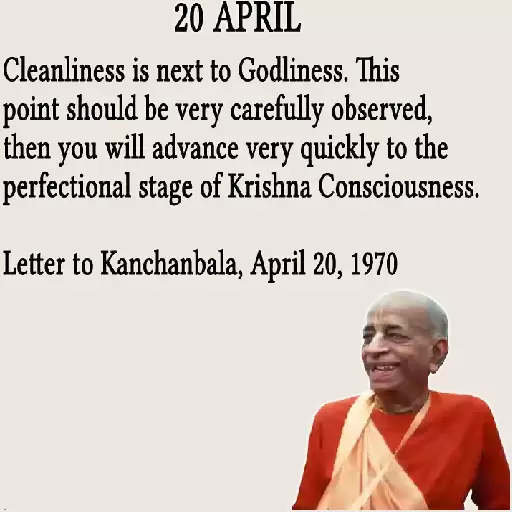 20 APRIL
Cleanliness is next to Godliness. This
point should be very carefully observed,
then you will advance very quickly to the
perfectional stage of Krishna Consciousness.
Letter to Kanchanbala, April 20, 1970